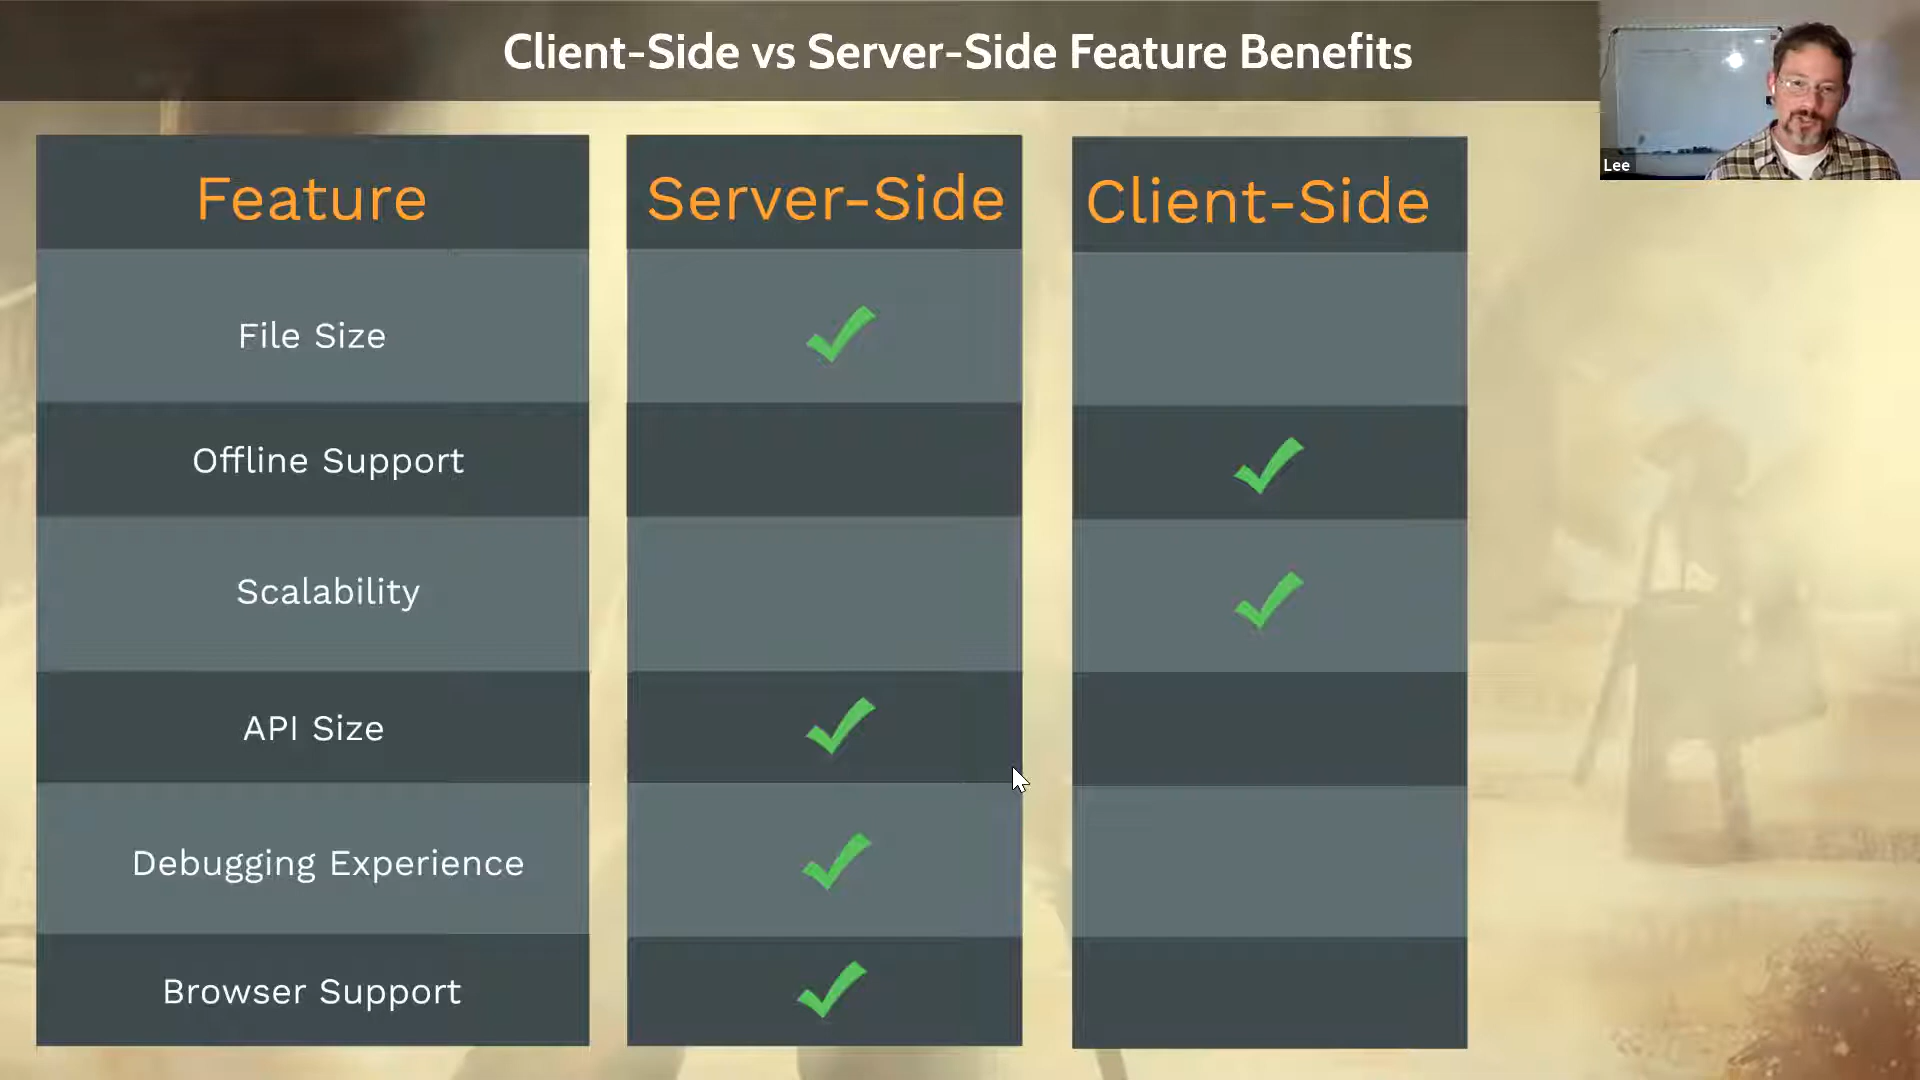 Client-Side vs Server-Side Feature Benefits
Lee
Feature
Server-Side
Client-Side
File Size
Offline Support
Scalability
API Size
Debugging Experience
Browser Support